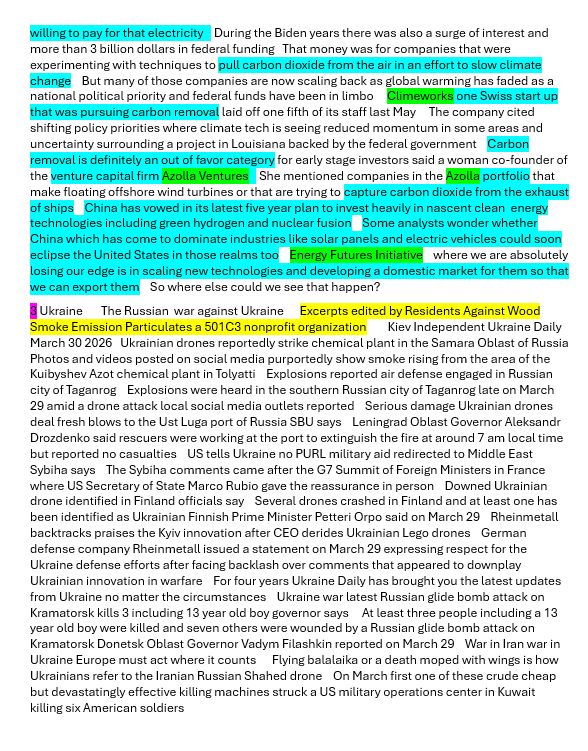 willing to pay for that electricity   During the Biden years there was also a surge of interest and
more than 3 billion dollars in federal funding   That money was for companies that were
experimenting with techniques to pull carbon dioxide from the air in an effort to slow climate
change   But many of those companies are now scaling back as global warming has faded as a
national political priority and federal funds have been in limbo   Climeworks one Swiss start up
that was pursuing carbon removal laid off one fifth of its staff last May   The company cited
shifting policy priorities where climate tech is seeing reduced momentum in some areas and
uncertainty surrounding a project in Louisiana backed by the federal government   Carbon
removal is definitely an out of favor category for early stage investors said a woman co-founder of
the venture capital firm Azolla Ventures   She mentioned companies in the Azolla portfolio that
make floating offshore wind turbines or that are trying to capture carbon dioxide from the exhaust
of ships   China has vowed in its latest five year plan to invest heavily in nascent clean energy
technologies including green hydrogen and nuclear fusion   Some analysts wonder whether
China which has come to dominate industries like solar panels and electric vehicles could soon
eclipse the United States in those realms too   Energy Futures Initiative   where we are absolutely
losing our edge is in scaling new technologies and developing a domestic market for them so that
we can export them   So where else could we see that happen?
3 Ukraine   The Russian war against Ukraine   Excerpts edited by Residents Against Wood
Smoke Emission Particulates a 501C3 nonprofit organization   Kiev Independent Ukraine Daily
March 30 2026   Ukrainian drones reportedly strike chemical plant in the Samara Oblast of Russia
Photos and videos posted on social media purportedly show smoke rising from the area of the
Kuibyshev Azot chemical plant in Tolyatti   Explosions reported air defense engaged in Russian
city of Taganrog   Explosions were heard in the southern Russian city of Taganrog late on March
29 amid a drone attack local social media outlets reported   Serious damage Ukrainian drones
deal fresh blows to the Ust Luga port of Russia SBU says   Leningrad Oblast Governor Aleksandr
Drozdenko said rescuers were working at the port to extinguish the fire at around 7 am local time
but reported no casualties   US tells Ukraine no PURL military aid redirected to Middle East
Sybiha says   The Sybiha comments came after the G7 Summit of Foreign Ministers in France
where US Secretary of State Marco Rubio gave the reassurance in person   Downed Ukrainian
drone identified in Finland officials say   Several drones crashed in Finland and at least one has
been identified as Ukrainian Finnish Prime Minister Petteri Orpo said on March 29   Rheinmetall
backtracks praises the Kyiv innovation after CEO derides Ukrainian Lego drones   German
defense company Rheinmetall issued a statement on March 29 expressing respect for the
Ukraine defense efforts after facing backlash over comments that appeared to downplay
Ukrainian innovation in warfare   For four years Ukraine Daily has brought you the latest updates
from Ukraine no matter the circumstances   Ukraine war latest Russian glide bomb attack on
Kramatorsk kills 3 including 13 year old boy governor says   At least three people including a 13
year old boy were killed and seven others were wounded by a Russian glide bomb attack on
Kramatorsk Donetsk Oblast Governor Vadym Filashkin reported on March 29   War in Iran war in
Ukraine Europe must act where it counts   Flying balalaika or a death moped with wings is how
Ukrainians refer to the Iranian Russian Shahed drone   On March first one of these crude cheap
but devastatingly effective killing machines struck a US military operations center in Kuwait
killing six American soldiers